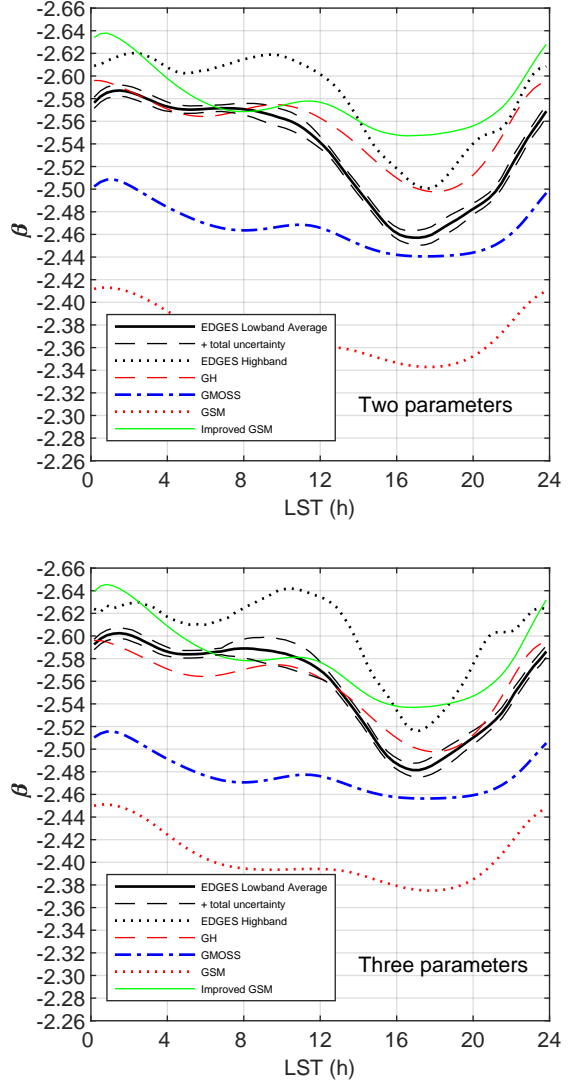 -2.66
-2.64
-2.62
-2.60
-2.58
-2.56
-2.54
-2.52
-2.50
-2.48
-2.46
-2.44
-2.42
-2.40
-2.38
-2.36
-2.34
-2.33
-2.30
-2.28
-2.26
β
EDGES Lowband Average
+ total uncertainty
EDGES Highband
GH
GMOSS
GSM
Improved GSM
Two parameters
0 4 8 12 16 20 24
LST (h)
-2.66
-2.64
-2.62
-2.60
-2.58
-2.56
-2.54
-2.52
-2.50
-2.48
-2.46
-2.44
-2.42
-2.40
-2.38
-2.36
-2.34
-2.32
-2.30
-2.28
-2.26
β
EDGES Lowband Average
+ total uncertainty
EDGES Highband
GH
GMOSS
GSM
Improved GSM
Three parameters
0 4 8 12 16 20 24
LST (h)